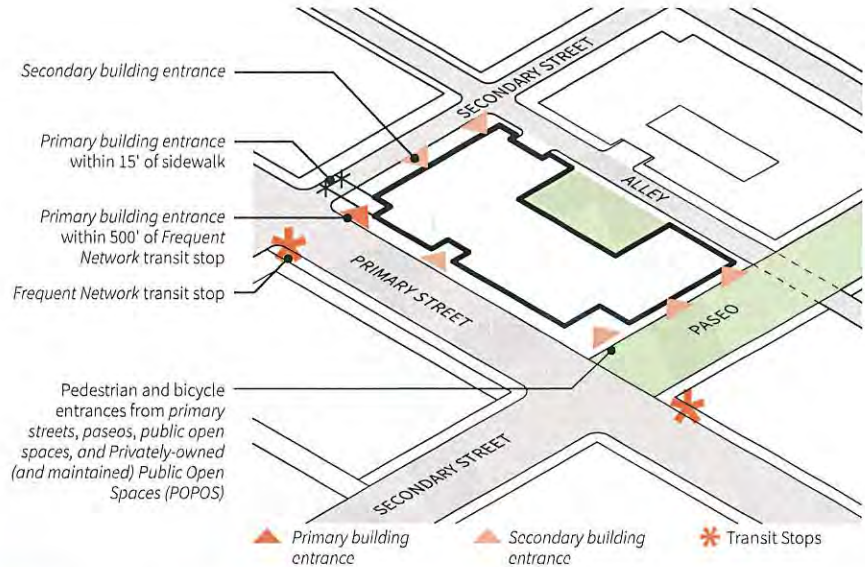 Secondary building entrance
Primary building entrance
within 15' of sidewalk
Primary building entrance
within 500' of Frequent
Network transit stop
Frequent Network transit stop
Pedestrian and bicycle
entrances from primary
streets, paseos, public open
spaces, and Privately-owned
(and maintained) Public Open
Spaces (POPOS)
SECONDARY STREET
ALLEY
PRIMARY STREET
PASEO
SECONDARY STREET
Primary building
entrance
Secondary building
entrance
Transit Stops